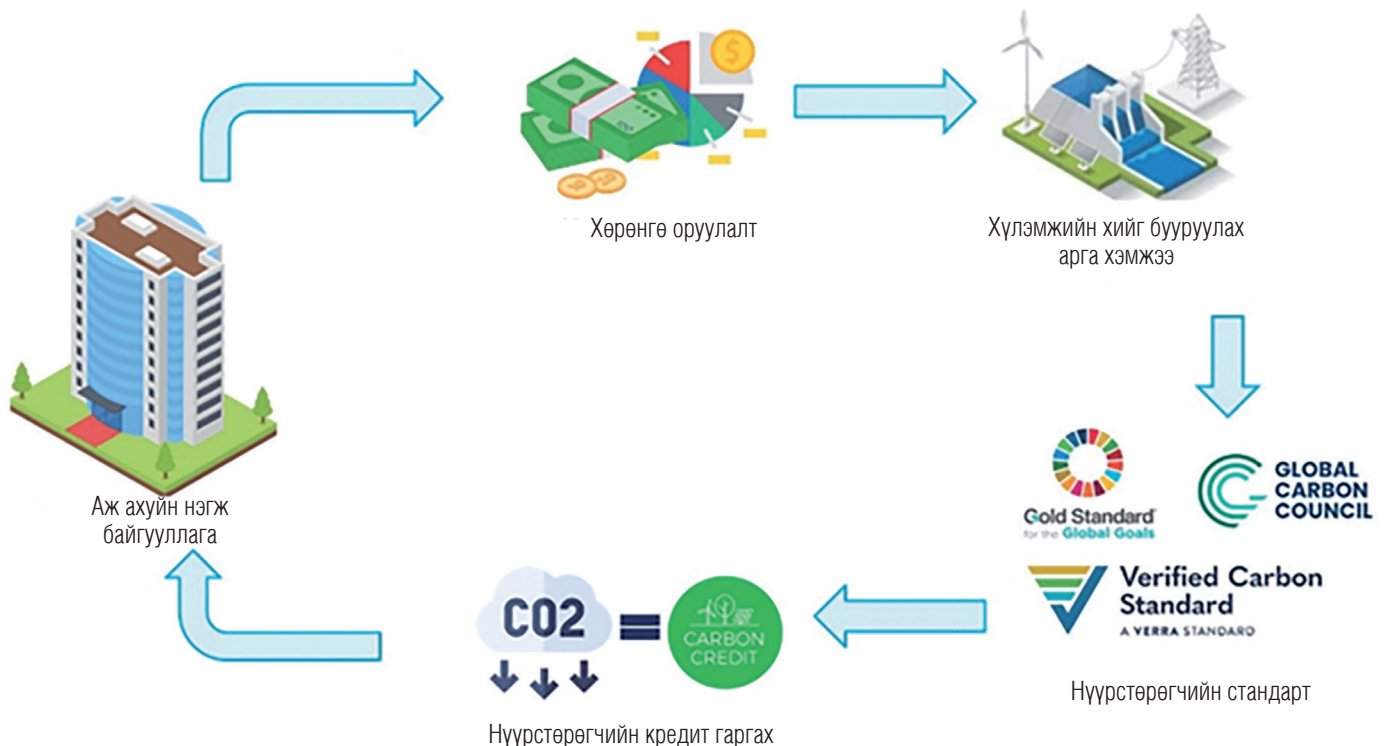 $
Хөрөнгө оруулалт
Хүлэмжийн хийг бууруулах
арга хэмжээ
Gold Standard
for the Global Goals
GLOBAL
CARBON
COUNCIL
Verified Carbon
Standard
A VERRA STANDARD
Нүүрстөрөгчийн стандарт
CO2
=
CARBON
CREDIT
Нүүрстөрөгчийн кредит гаргах
Аж ахуйн нэгж
байгууллага